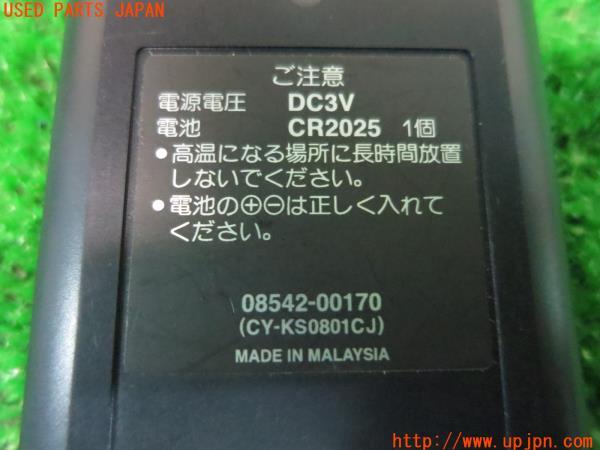 USED PARTS JAPAN
ご注意
電源電圧 DC3V
電池 CR2025 1個
●高温になる場所に長時間放置
しないでください。
●電池の⊕⊖は正しく入れて
ください。
08542-00170
(CY-KS0801CJ)
MADE IN MALAYSIA
http://www.upjpn.com/